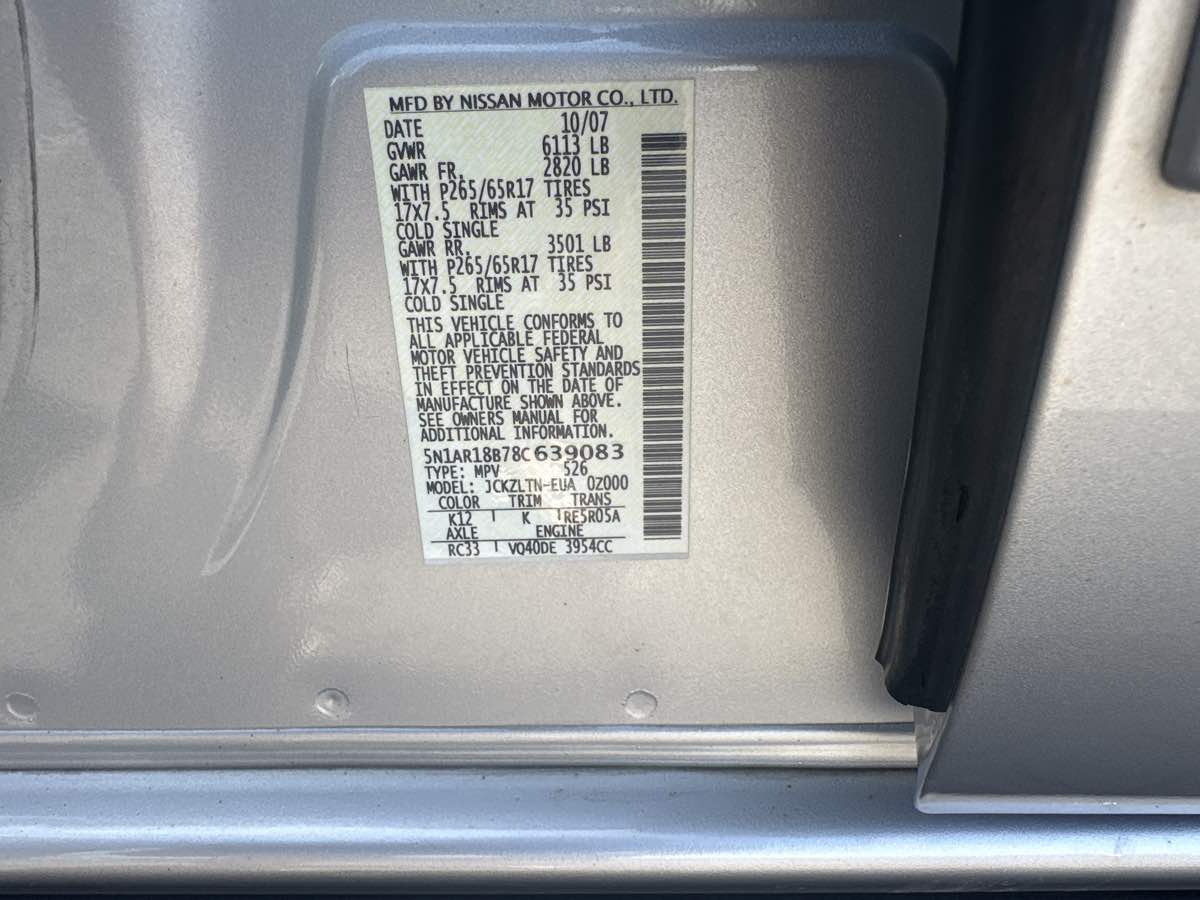 MFD BY NISSAN MOTOR CO., LTD.
DATE 10/07
GVWR 6113 LB
GAWR FR. 2820 LB
WITH P265/65R17 TIRES
17X7.5 RIMS AT 35 PSI
COLD SINGLE
GAWR RR. 3501 LB
WITH P265/65R17 TIRES
17X7.5 RIMS AT 35 PSI
COLD SINGLE
THIS VEHICLE CONFORMS TO
ALL APPLICABLE FEDERAL
MOTOR VEHICLE SAFETY AND
THEFT PREVENTION STANDARDS
IN EFFECT ON THE DATE OF
MANUFACTURE SHOWN ABOVE.
SEE OWNERS MANUAL FOR
ADDITIONAL INFORMATION.
5N1AR18B78C639083
TYPE: MPV 526
MODEL: JCKZLTN-EUA 0Z000
COLOR TRIM TRANS
K12 K RE5R05A
AXLE ENGINE
RC33 VQ40DE 3954CC